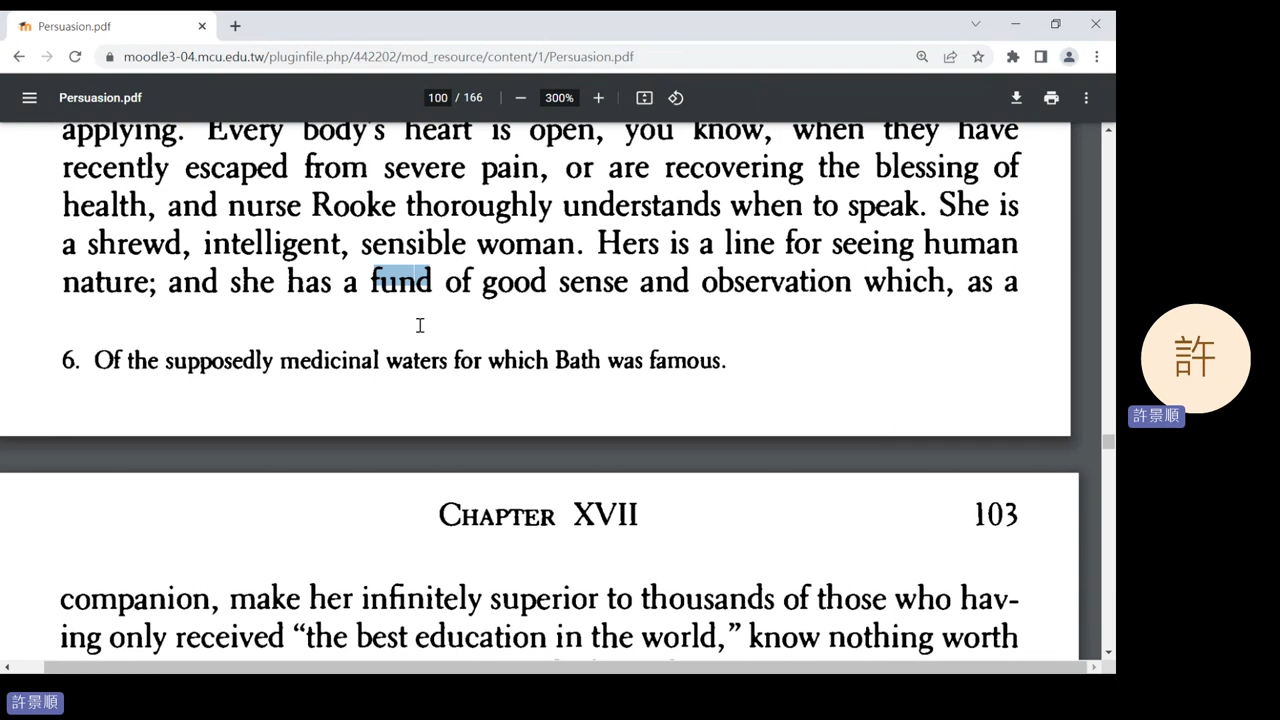 Persuasion.pdf
moodle3-04.mcu.edu.tw/pluginfile.php/442202/mod_resource/content/1/Persuasion.pdf
Persuasion.pdf
100 / 166
300%
applying. Every body's heart is open, you know, when they have
recently escaped from severe pain, or are recovering the blessing of
health, and nurse Rooke thoroughly understands when to speak. She is
a shrewd, intelligent, sensible woman. Hers is a line for seeing human
nature; and she has a fund of good sense and observation which, as a
6. Of the supposedly medicinal waters for which Bath was famous.
CHAPTER XVII
103
companion, make her infinitely superior to thousands of those who hav-
ing only received “the best education in the world,” know nothing worth
許
許景順
許景順